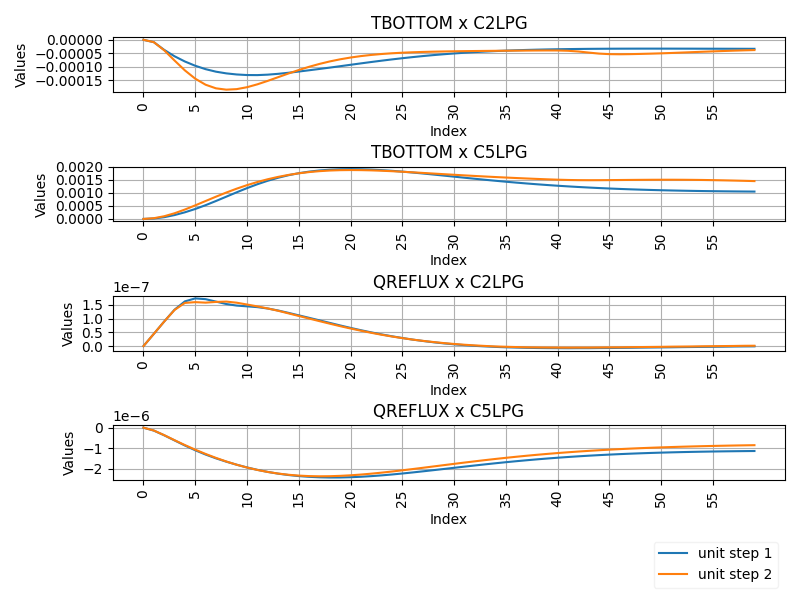 TBOTTOM x C2LPG
0.00000
−0.00005
−0.00010
−0.00015
Values
0 5 10 15 20 25 30 35 40 45 50 55
Index
TBOTTOM x C5LPG
0.0020
0.0015
0.0010
0.0005
0.0000
Values
0 5 10 15 20 25 30 35 40 45 50 55
Index
QREFLUX x C2LPG
1e−7
1.5
1.0
0.5
0.0
Values
0 5 10 15 20 25 30 35 40 45 50 55
Index
QREFLUX x C5LPG
1e−6
0
−1
−2
Values
0 5 10 15 20 25 30 35 40 45 50 55
Index
unit step 1
unit step 2